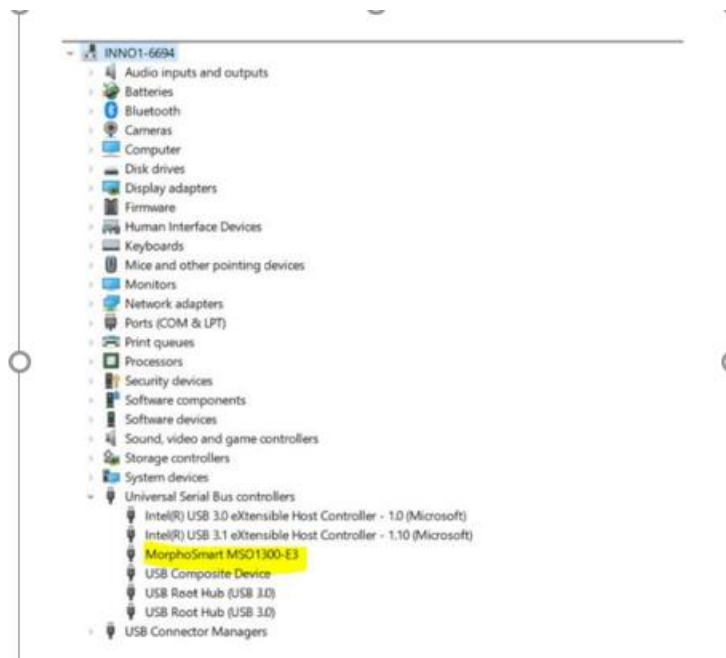 INNO1-6694
Audio inputs and outputs
Batteries
Bluetooth
Cameras
Computer
Disk drives
Display adapters
Firmware
Human Interface Devices
Keyboards
Mice and other pointing devices
Monitors
Network adapters
Ports (COM & LPT)
Print queues
Processors
Security devices
Software components
Software devices
Sound, video and game controllers
Storage controllers
System devices
Universal Serial Bus controllers
Intel(R) USB 3.0 eXtensible Host Controller - 1.0 (Microsoft)
Intel(R) USB 3.1 eXtensible Host Controller - 1.10 (Microsoft)
MorphoSmart MSO1300-E3
USB Composite Device
USB Root Hub (USB 3.0)
USB Root Hub (USB 3.0)
USB Connector Managers